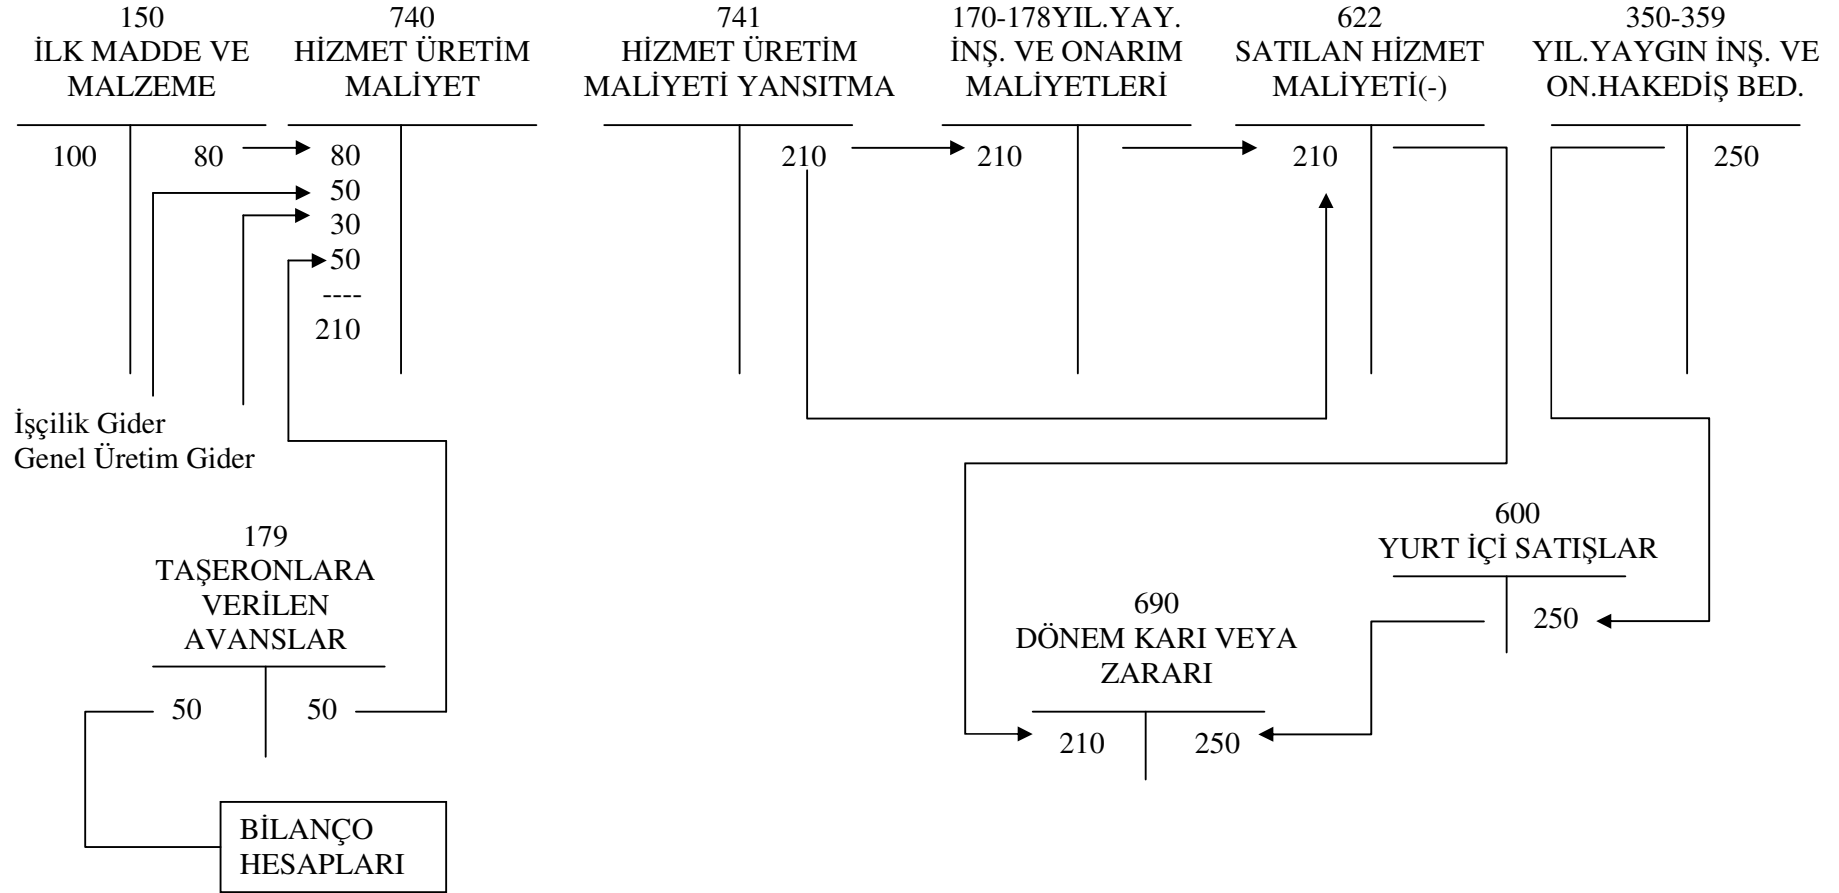 150
İLK MADDE VE
MALZEME
740
HİZMET ÜRETİM
MALİYET
741
HİZMET ÜRETİM
MALİYETİ YANSITMA
170-178YIL.YAY.
İNŞ. VE ONARIM
MALİYETLERİ
622
SATILAN HİZMET
MALİYETİ(-)
350-359
YIL.YAYGIN İNŞ. VE
ON.HAKEDİŞ BED.
100
80
80
50
30
50
----
210
210
210
210
250
İşçilik Gider
Genel Üretim Gider
179
TAŞERONLARA
VERİLEN
AVANSLAR
50
50
BİLANÇO
HESAPLARI
600
YURT İÇİ SATIŞLAR
250
690
DÖNEM KARI VEYA
ZARARI
210
250